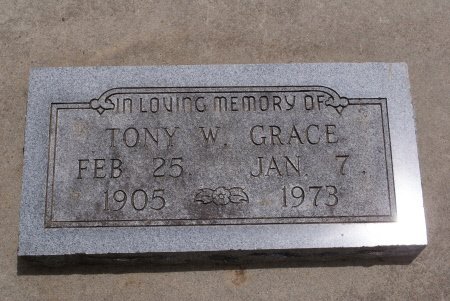 IN LOVING MEMORY OF
TONY W. GRACE
FEB. 25, JAN. 7,
1905 1973